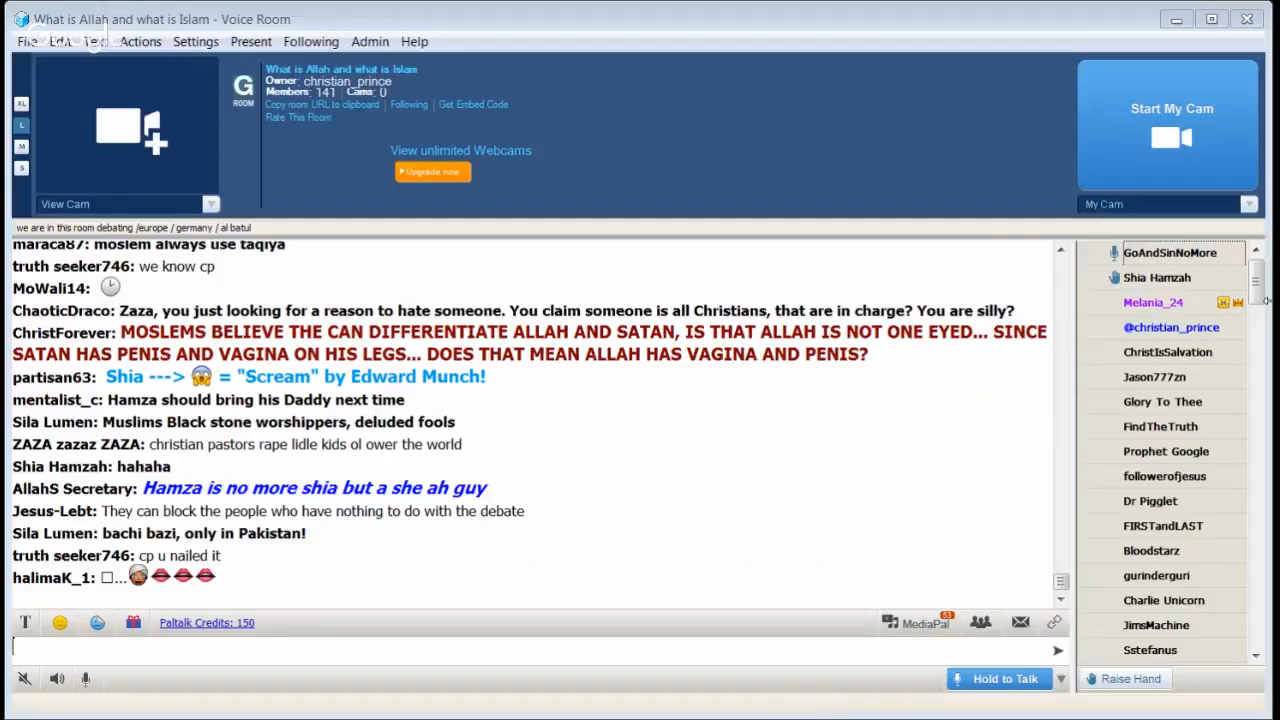 What is Allah and what is Islam - Voice Room
Google
File Edit Text Actions Settings Present Following Admin Help
XL
L
M
S
G
ROOM
What is Allah and what is Islam
Owner: christian_prince
Members: 141 Cams: 0
Copy room URL to clipboard | Following | Get Embed Code
Rate This Room
View unlimited Webcams
Upgrade now
Start My Cam
View Cam
My Cam
we are in this room debating /europe / germany / al batul
maraca87: moslem always use taqiya
truth seeker746: we know cp
MoWali14:
ChaoticDraco: Zaza, you just looking for a reason to hate someone. You claim someone is all Christians, that are in charge? You are silly?
ChristForever: MOSLEMS BELIEVE THE CAN DIFFERENTIATE ALLAH AND SATAN, IS THAT ALLAH IS NOT ONE EYED... SINCE
SATAN HAS PENIS AND VAGINA ON HIS LEGS... DOES THAT MEAN ALLAH HAS VAGINA AND PENIS?
partisan63: Shia ---> 😱 = "Scream" by Edward Munch!
mentalist_c: Hamza should bring his Daddy next time
Sila Lumen: Muslims Black stone worshippers, deluded fools
ZAZA zazaz ZAZA: christian pastors rape lidle kids ol ower the world
Shia Hamzah: hahaha
AllahS Secretary: Hamza is no more shia but a she ah guy
Jesus-Lebt: They can block the people who have nothing to do with the debate
Sila Lumen: bachi bazi, only in Pakistan!
truth seeker746: cp u nailed it
halimaK_1: □...
GoAndSinNoMore
Shia Hamzah
Melania_24
@christian_prince
ChristIsSalvation
Jason777zn
Glory To Thee
FindTheTruth
Prophet Google
followerofjesus
Dr Pigglet
FIRSTandLAST
Bloodstarz
gurinderguri
Charlie Unicorn
JimsMachine
Sstefanus
T
Paltalk Credits: 150
MediaPal
53
Hold to Talk
Raise Hand